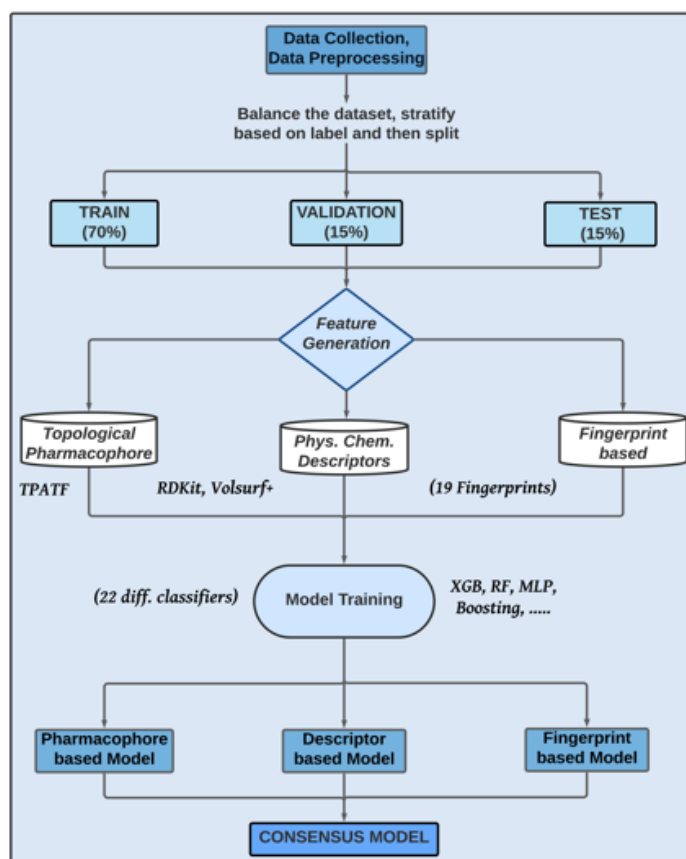 Data Collection,
Data Preprocessing
Balance the dataset, stratify
based on label and then split
TRAIN
(70%)
VALIDATION
(15%)
TEST
(15%)
Feature
Generation
Topological
Pharmacophore
Phys. Chem.
Descriptors
Fingerprint
based
TPATF
RDKit, Volsurf+
(19 Fingerprints)
(22 diff. classifiers)
Model Training
XGB, RF, MLP,
Boosting, .....
Pharmacophore
based Model
Descriptor
based Model
Fingerprint
based Model
CONSENSUS MODEL